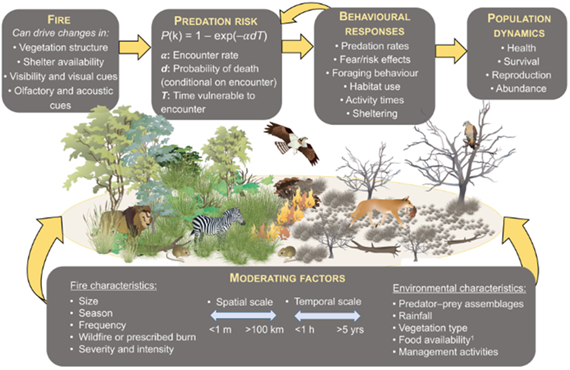 FIRE
Can drive changes in:
• Vegetation structure
• Shelter availability
• Visibility and visual cues
• Olfactory and acoustic
cues
PREDATION RISK
P(k) = 1 − exp(−αdT)
α: Encounter rate
d: Probability of death
(conditional on encounter)
T: Time vulnerable to
encounter
BEHAVIOURAL
RESPONSES
• Predation rates
• Fear/risk effects
• Foraging behaviour
• Habitat use
• Activity times
• Sheltering
POPULATION
DYNAMICS
• Health
• Survival
• Reproduction
• Abundance
MODERATING FACTORS
Fire characteristics:
• Size
• Season
• Frequency
• Wildfire or prescribed burn
• Severity and intensity
• Spatial scale
<1 m >100 km
• Temporal scale
<1 h >5 yrs
Environmental characteristics:
• Predator–prey assemblages
• Rainfall
• Vegetation type
• Food availability¹
• Management activities